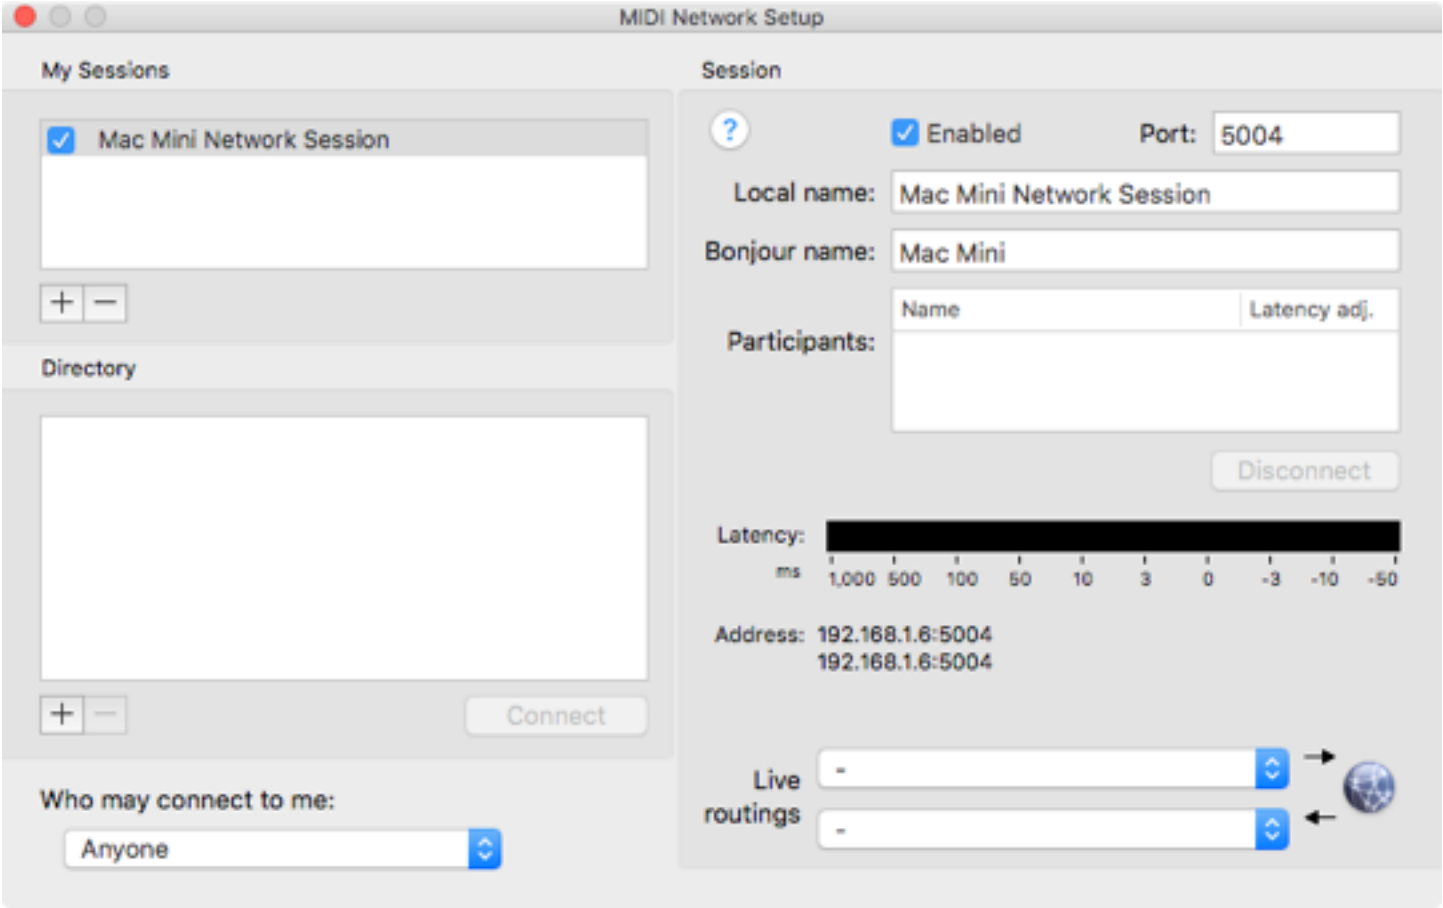 MIDI Network Setup
My Sessions
Mac Mini Network Session
Directory
Connect
Who may connect to me:
Anyone
Session
?
Enabled
Port: 5004
Local name: Mac Mini Network Session
Bonjour name: Mac Mini
Name Latency adj.
Participants:
Disconnect
Latency:
ms 1,000 500 100 50 10 3 0 -3 -10 -50
Address: 192.168.1.6:5004
192.168.1.6:5004
Live routings
-
-